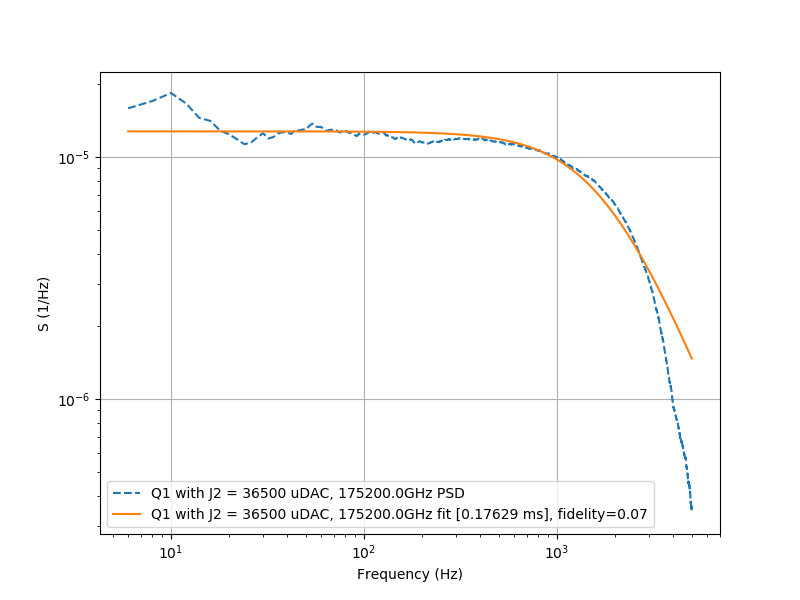 10⁻⁵
10⁻⁶
S (1/Hz)
Q1 with J2 = 36500 uDAC, 175200.0GHz PSD
Q1 with J2 = 36500 uDAC, 175200.0GHz fit [0.17629 ms], fidelity=0.07
10¹
10²
10³
Frequency (Hz)